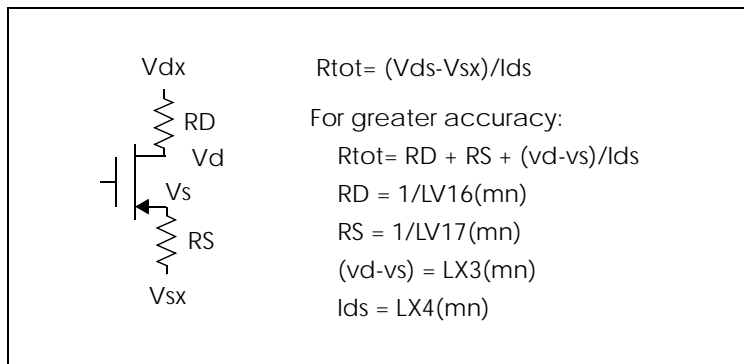 Vdx
RD
Vd
Vs
RS
Vsx
Rtot= (Vds-Vsx)/Ids
For greater accuracy:
Rtot= RD + RS + (vd-vs)/Ids
RD = 1/LV16(mn)
RS = 1/LV17(mn)
(vd-vs) = LX3(mn)
Ids = LX4(mn)